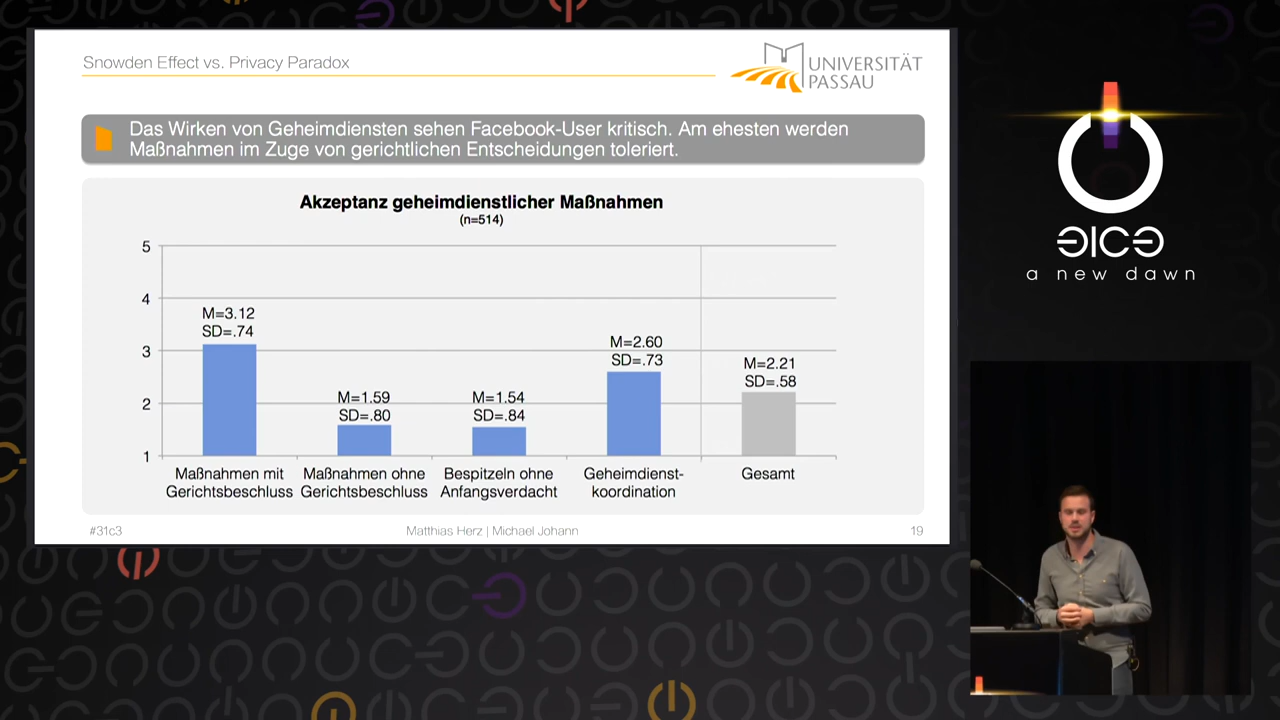 Snowden Effect vs. Privacy Paradox
UNIVERSITÄT
PASSAU
Das Wirken von Geheimdiensten sehen Facebook-User kritisch. Am ehesten werden
Maßnahmen im Zuge von gerichtlichen Entscheidungen toleriert.
Akzeptanz geheimdienstlicher Maßnahmen
(n=514)
5
4
3
2
1
M=3.12
SD=.74
M=1.59
SD=.80
M=1.54
SD=.84
M=2.60
SD=.73
M=2.21
SD=.58
Maßnahmen mit
Gerichtsbeschluss
Maßnahmen ohne
Gerichtsbeschluss
Bespitzeln ohne
Anfangsverdacht
Geheimdienst-
koordination
Gesamt
#31c3
Matthias Herz | Michael Johann
19
a new dawn